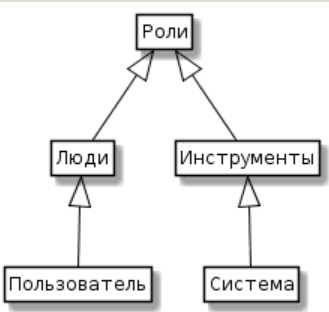 Роли
Люди
Инструменты
Пользователь
Система